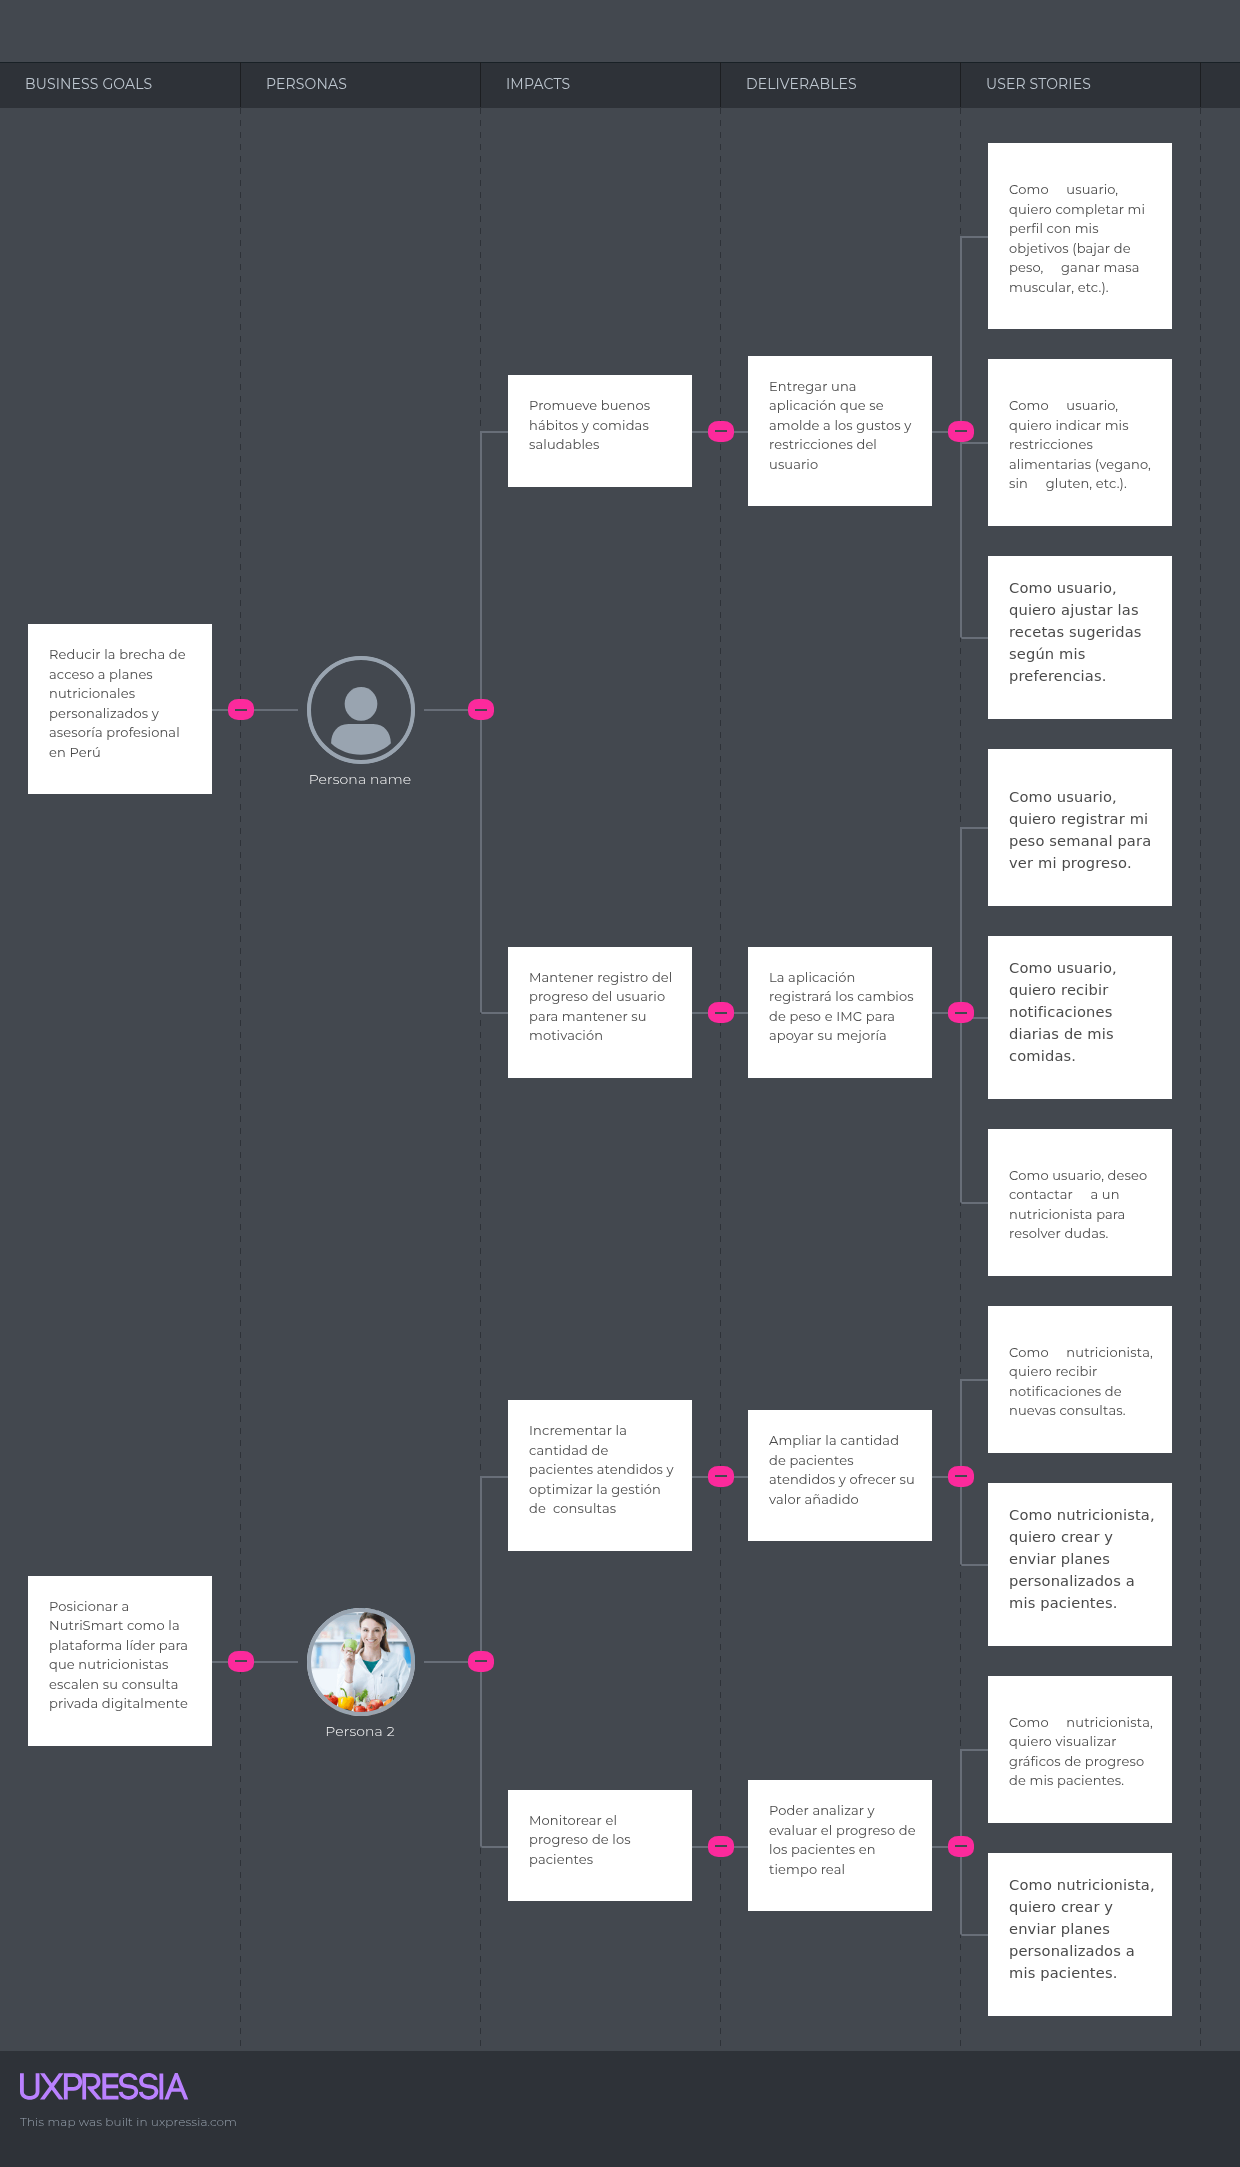 BUSINESS GOALS
PERSONAS
IMPACTS
DELIVERABLES
USER STORIES
Reducir la brecha de
acceso a planes
nutricionales
personalizados y
asesoría profesional
en Perú
Persona name
Promueve buenos
hábitos y comidas
saludables
Entregar una
aplicación que se
amolde a los gustos y
restricciones del
usuario
Como usuario,
quiero completar mi
perfil con mis
objetivos (bajar de
peso, ganar masa
muscular, etc.).
Como usuario,
quiero indicar mis
restricciones
alimentarias (vegano,
sin gluten, etc.).
Como usuario,
quiero ajustar las
recetas sugeridas
según mis
preferencias.
Mantener registro del
progreso del usuario
para mantener su
motivación
La aplicación
registrará los cambios
de peso e IMC para
apoyar su mejoría
Como usuario,
quiero registrar mi
peso semanal para
ver mi progreso.
Como usuario,
quiero recibir
notificaciones
diarias de mis
comidas.
Como usuario, deseo
contactar a un
nutricionista para
resolver dudas.
Posicionar a
NutriSmart como la
plataforma líder para
que nutricionistas
escalen su consulta
privada digitalmente
Persona 2
Incrementar la
cantidad de
pacientes atendidos y
optimizar la gestión
de consultas
Ampliar la cantidad
de pacientes
atendidos y ofrecer su
valor añadido
Como nutricionista,
quiero recibir
notificaciones de
nuevas consultas.
Como nutricionista,
quiero crear y
enviar planes
personalizados a
mis pacientes.
Monitorear el
progreso de los
pacientes
Poder analizar y
evaluar el progreso de
los pacientes en
tiempo real
Como nutricionista,
quiero visualizar
gráficos de progreso
de mis pacientes.
Como nutricionista,
quiero crear y
enviar planes
personalizados a
mis pacientes.
UXPRESSIA
This map was built in uxpressia.com